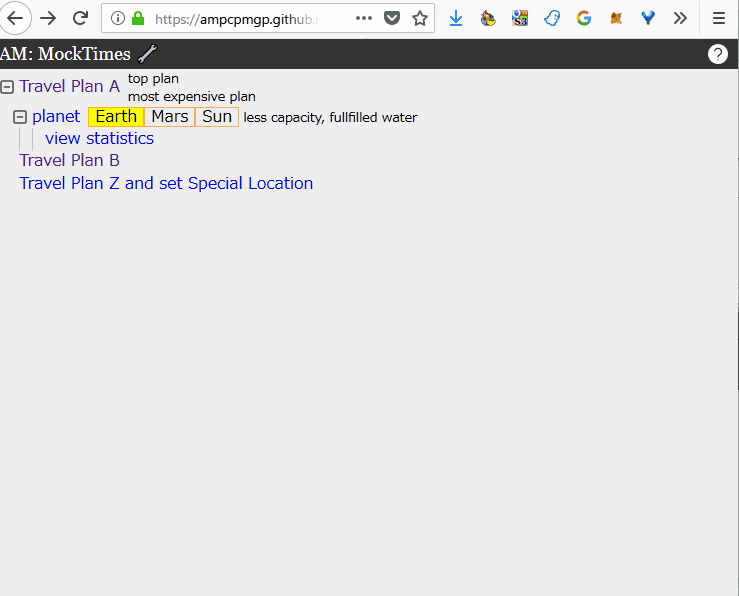 https://ampcpmgp.github.i
AM: MockTimes
?
Travel Plan A top plan
most expensive plan
planet Earth Mars Sun less capacity, fullfilled water
view statistics
Travel Plan B
Travel Plan Z and set Special Location